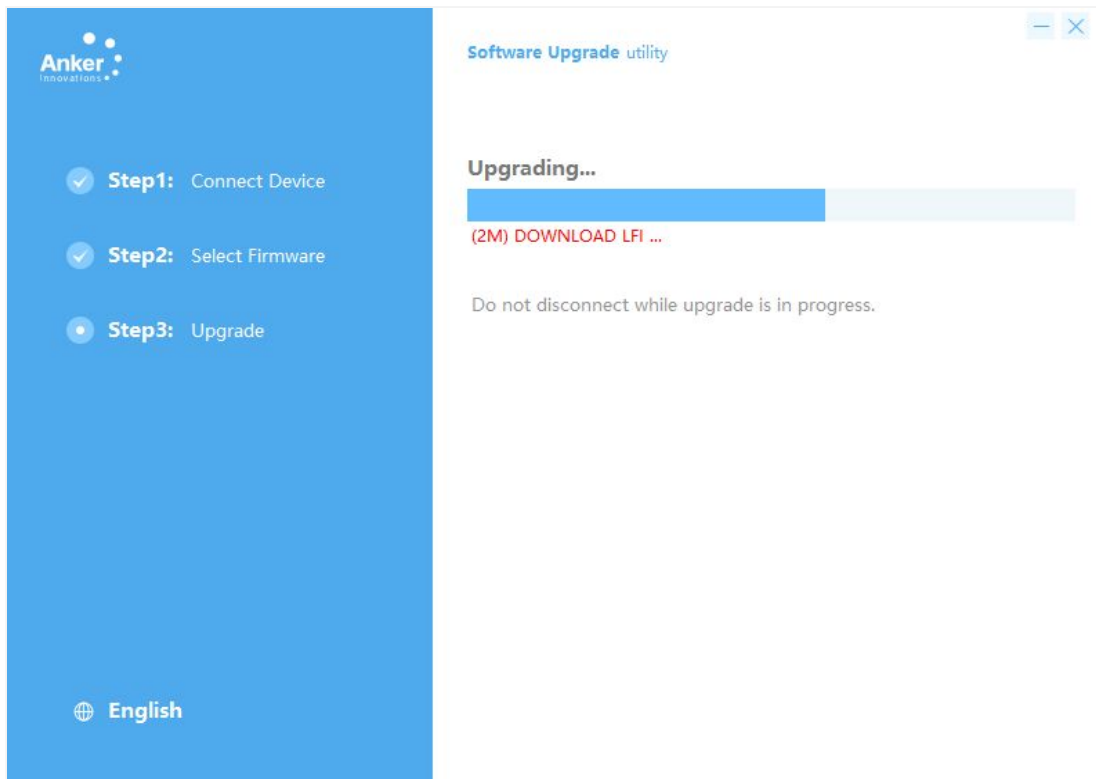 Anker
Innovations
Software Upgrade utility
Step1: Connect Device
Step2: Select Firmware
Step3: Upgrade
English
Upgrading...
(2M) DOWNLOAD LFI ...
Do not disconnect while upgrade is in progress.